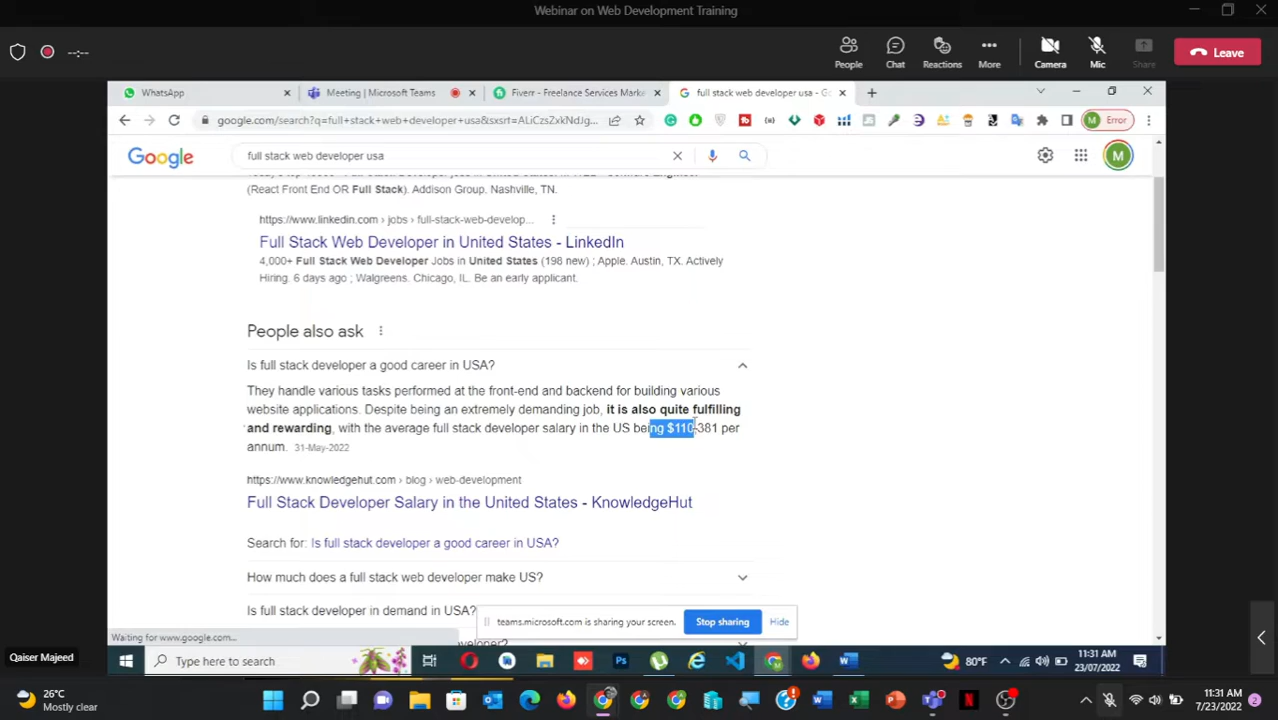 Webinar on Web Development Training
--:--
People
Chat
Reactions
More
Camera
Mic
Share
Leave
WhatsApp
Meeting | Microsoft Teams
Fiverr - Freelance Services Marke
full stack web developer usa - Go
google.com/search?q=full+stack+web+developer+usa&sxsrf=ALiCzsZxkNdJg...
M
Error
Google
full stack web developer usa
M
(React Front End OR Full Stack). Addison Group. Nashville, TN.
https://www.linkedin.com › jobs › full-stack-web-develop...
Full Stack Web Developer in United States - LinkedIn
4,000+ Full Stack Web Developer Jobs in United States (198 new) ; Apple. Austin, TX. Actively
Hiring. 6 days ago ; Walgreens. Chicago, IL. Be an early applicant.
People also ask
Is full stack developer a good career in USA?
They handle various tasks performed at the front-end and backend for building various
website applications. Despite being an extremely demanding job, it is also quite fulfilling
and rewarding, with the average full stack developer salary in the US being $110,381 per
annum. 31-May-2022
https://www.knowledgehut.com › blog › web-development
Full Stack Developer Salary in the United States - KnowledgeHut
Search for: Is full stack developer a good career in USA?
How much does a full stack web developer make US?
Is full stack developer in demand in USA?
teams.microsoft.com is sharing your screen.
Stop sharing
Hide
Waiting for www.google.com...
Qaiser Majeed
Type here to search
80°F
11:31 AM
23/07/2022
26°C
Mostly clear
11:31 AM
7/23/2022
2